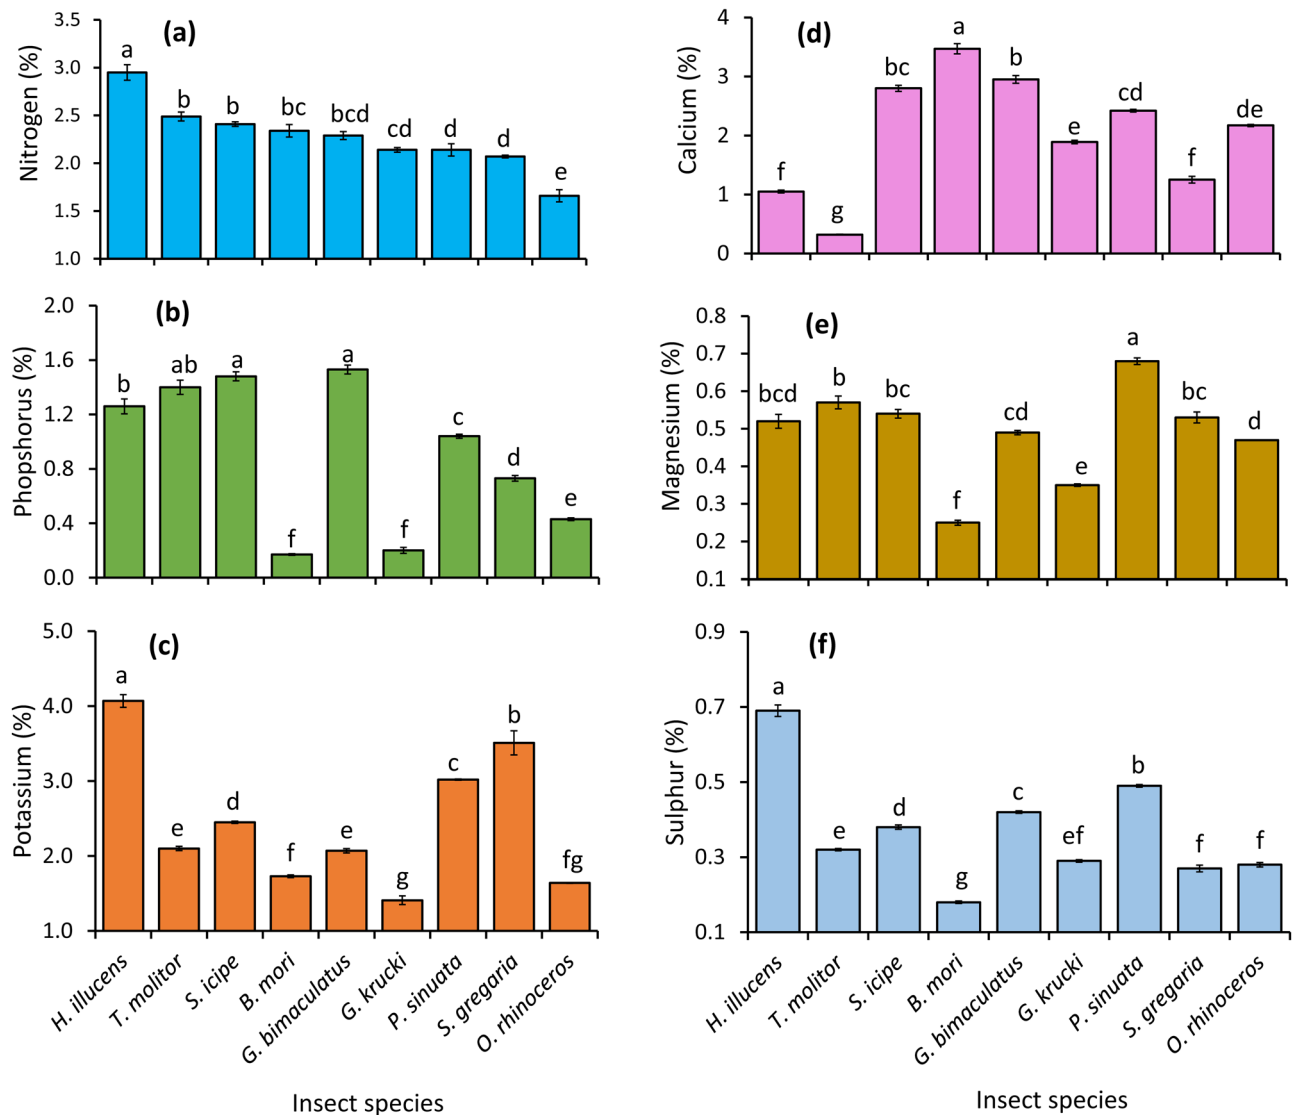 (a)
Nitrogen (%)
3.5
3.0
2.5
2.0
1.5
1.0
a
b
b
bc
bcd
cd
d
d
e
(b)
Phopshorus (%)
2.0
1.6
1.2
0.8
0.4
0.0
b
ab
a
f
a
f
c
d
e
(c)
Potassium (%)
5.0
4.0
3.0
2.0
1.0
a
e
d
f
e
g
c
b
fg
H. illucens
T. molitor
S. icipe
B. mori
G. bimaculatus
G. krucki
P. sinuata
S. gregaria
O. rhinoceros
Insect species
(d)
Calcium (%)
4
3
2
1
0
f
g
bc
a
b
e
cd
f
de
(e)
Magnesium (%)
0.8
0.7
0.6
0.5
0.4
0.3
0.2
0.1
bcd
b
bc
f
cd
e
a
bc
d
(f)
Sulphur (%)
0.9
0.7
0.5
0.3
0.1
a
e
d
g
c
ef
b
f
f
H. illucens
T. molitor
S. icipe
B. mori
G. bimaculatus
G. krucki
P. sinuata
S. gregaria
O. rhinoceros
Insect species